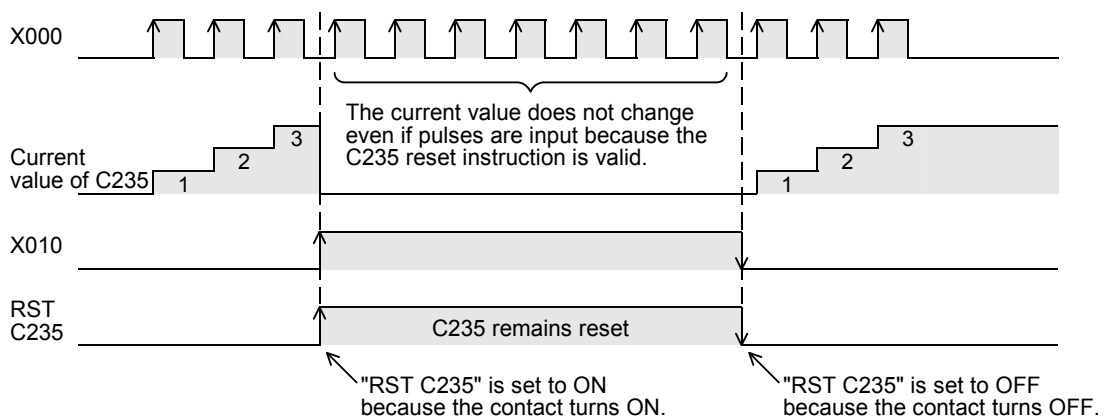 X000
The current value does not change
even if pulses are input because the
C235 reset instruction is valid.
Current
value of C235
1
2
3
1
2
3
X010
RST
C235
C235 remains reset
"RST C235" is set to ON
because the contact turns ON.
"RST C235" is set to OFF
because the contact turns OFF.